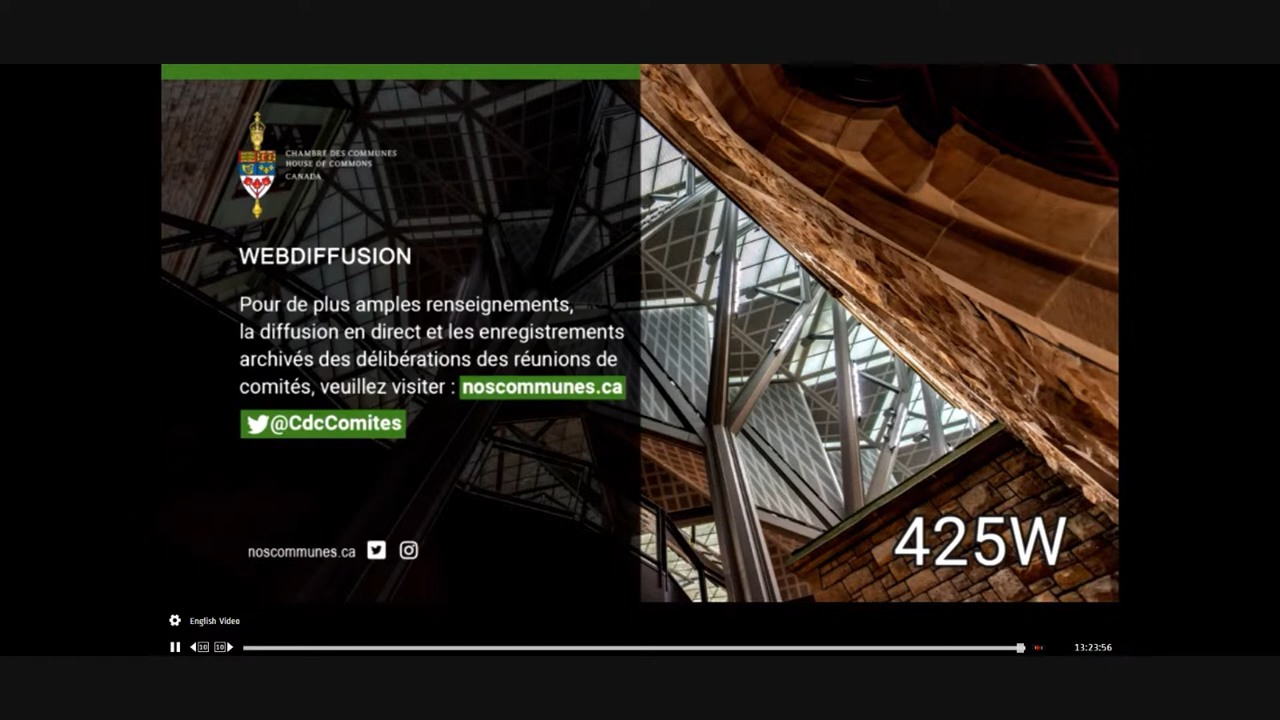 CHAMBRE DES COMMUNES
HOUSE OF COMMONS
CANADA
WEBDIFFUSION
Pour de plus amples renseignements,
la diffusion en direct et les enregistrements
archivés des délibérations des réunions de
comités, veuillez visiter : noscommunes.ca
@CdcComites
noscommunes.ca
425W
English Video
10 10
13:23:56